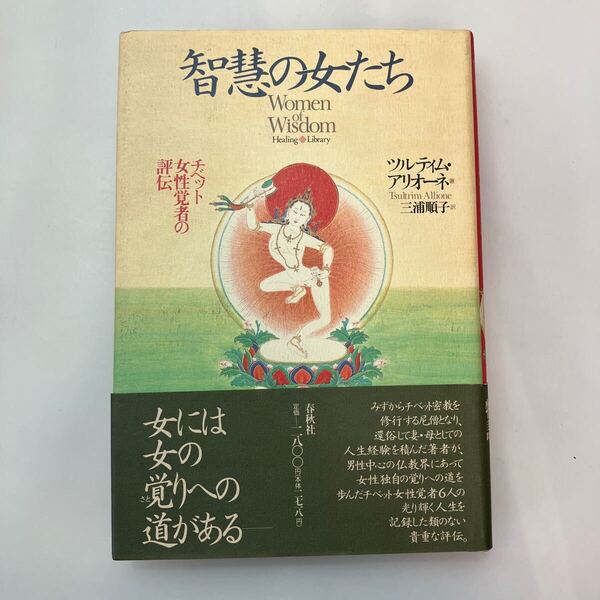 智慧の女たち
Women
of
Wisdom
Healing Library
チベット
女性覚者の
評伝
ツルティム・
アリオーネ著
Tsultrim Allione
三浦順子訳
女には
女の
覚りへの
さと
道がある
春秋社
定価一八〇〇円(本体一七八円)
みずからチベット密教を
修行する尼僧となり、
還俗して妻・母としての
人生経験を積んだ著者が、
男性中心の仏教界にあって
女性独自の覚りへの道を
歩んだチベット女性覚者6人の
光り輝く人生を
記録した類のない
貴重な評伝。